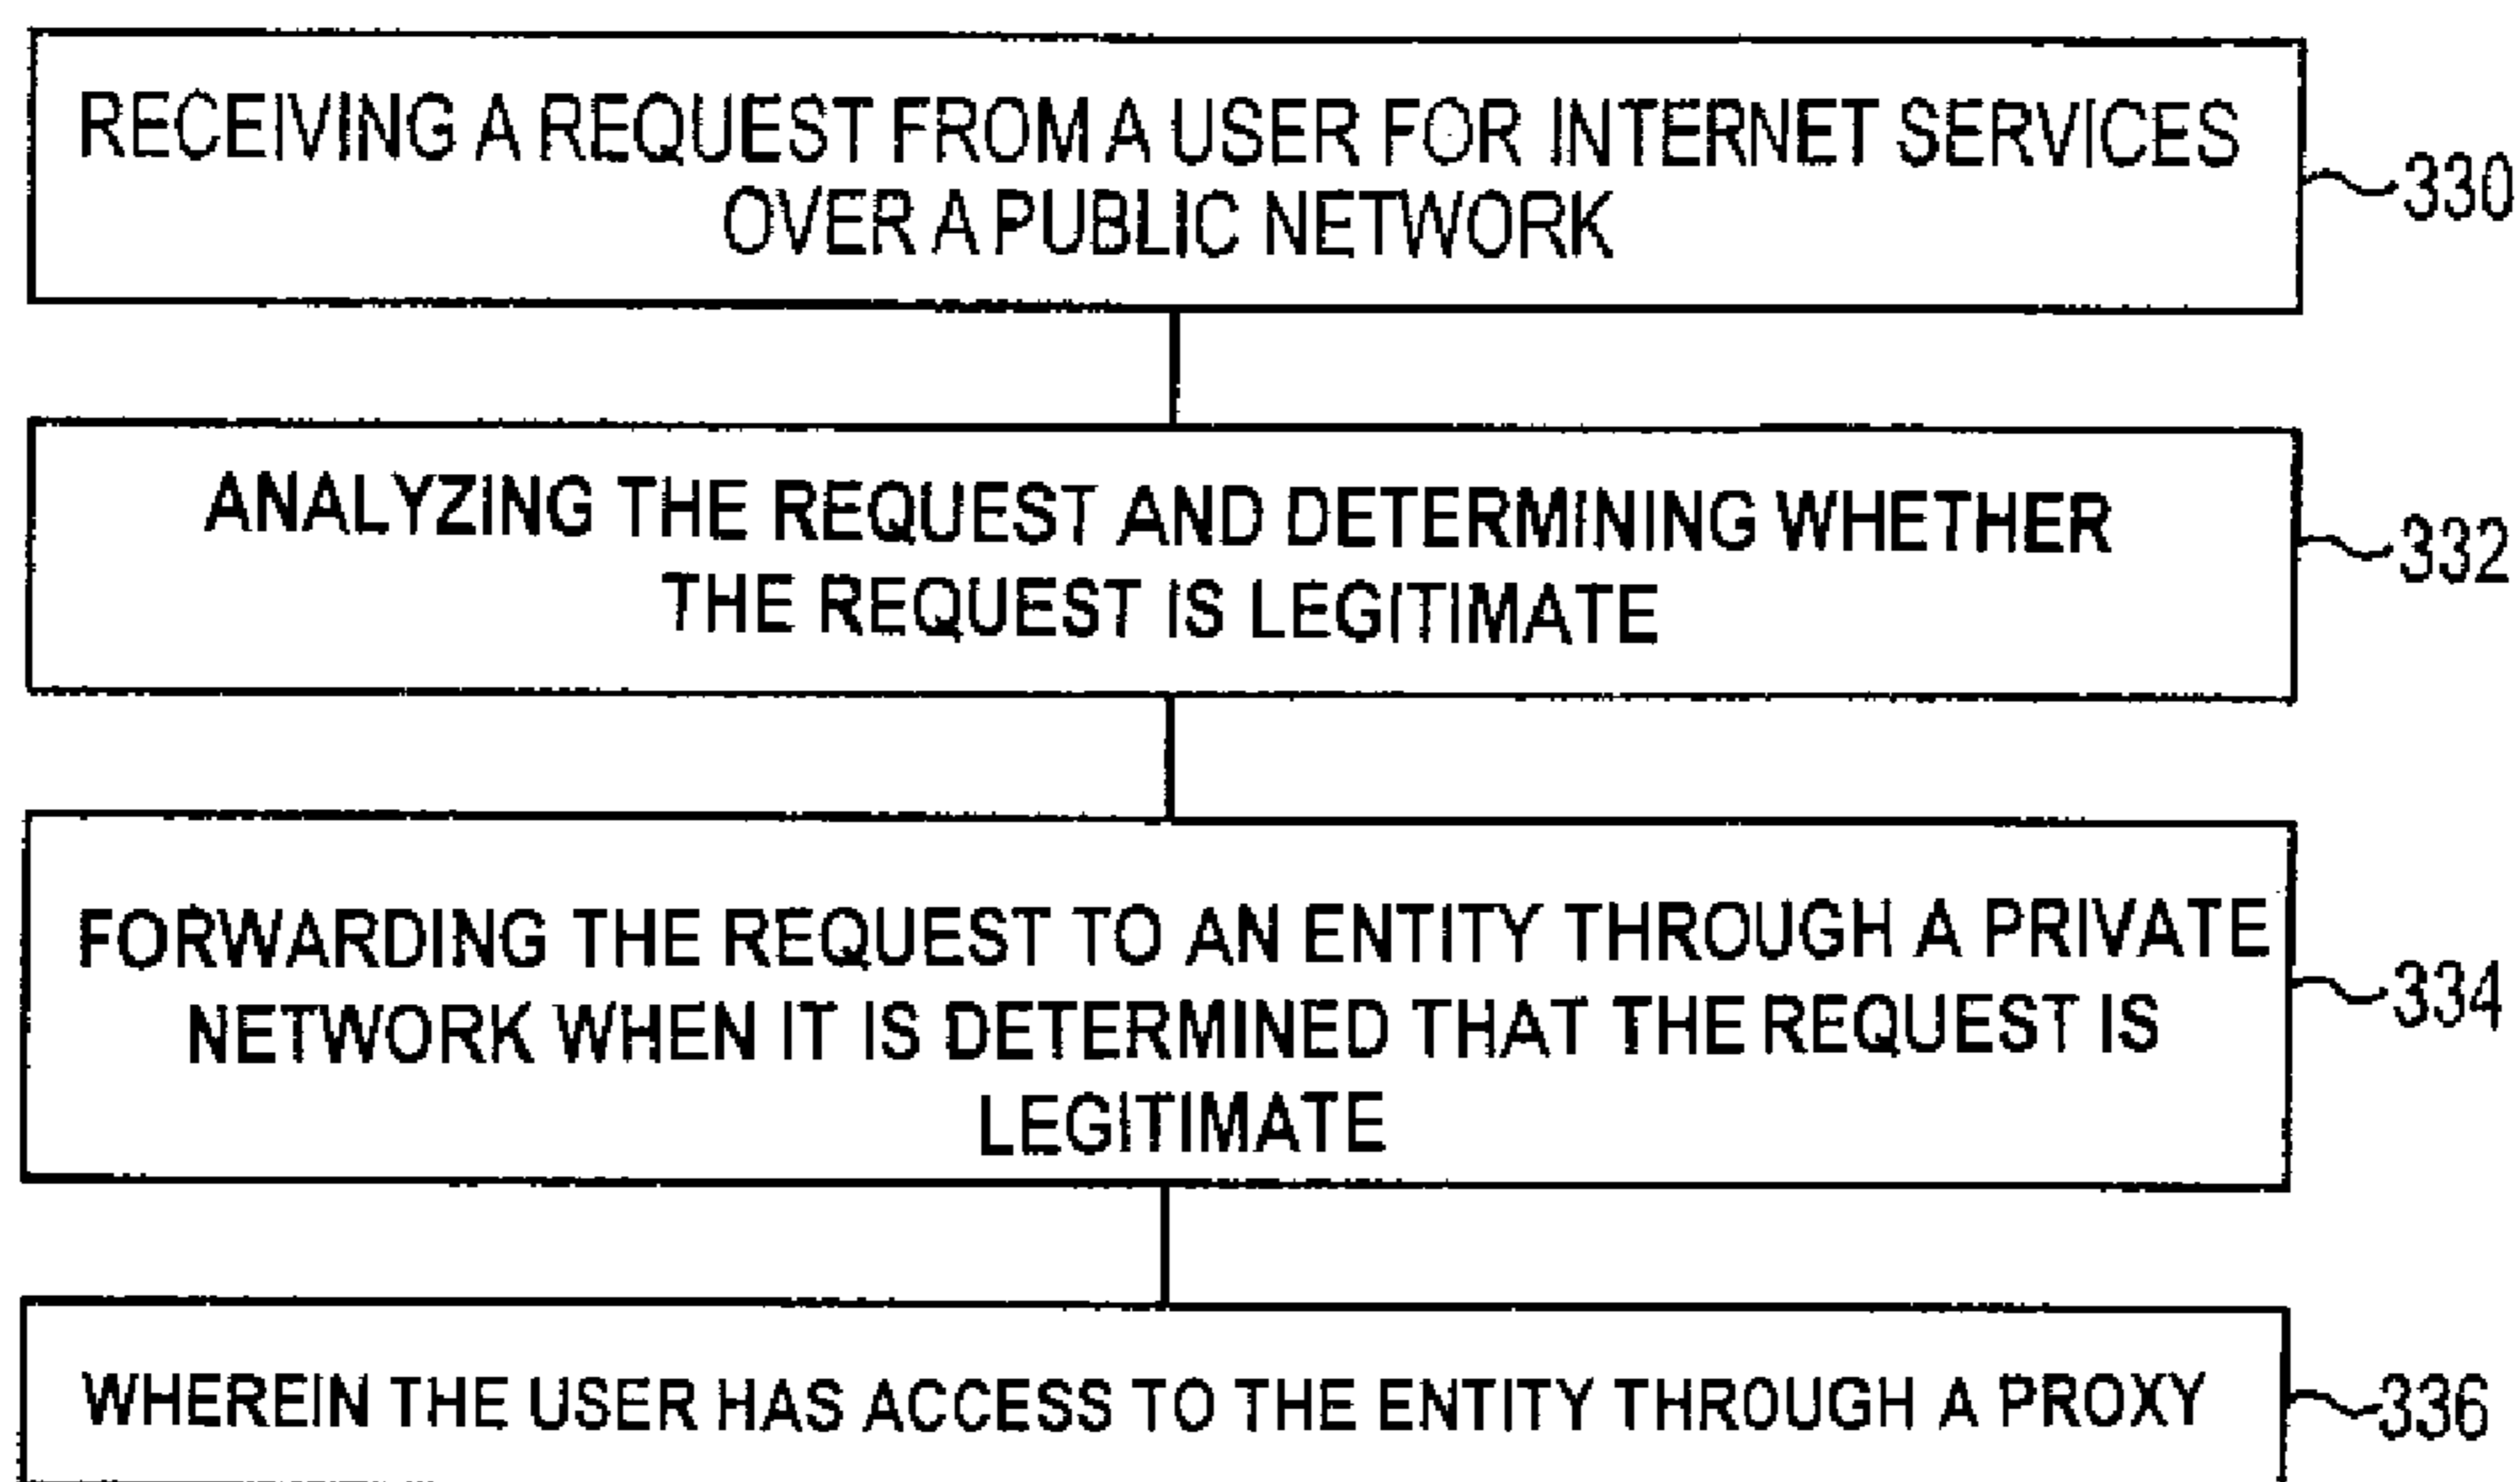 RECEIVING A REQUEST FROM A USER FOR INTERNET SERVICES
OVER A PUBLIC NETWORK
330
ANALYZING THE REQUEST AND DETERMINING WHETHER
THE REQUEST IS LEGITIMATE
332
FORWARDING THE REQUEST TO AN ENTITY THROUGH A PRIVATE
NETWORK WHEN IT IS DETERMINED THAT THE REQUEST IS
LEGITIMATE
334
WHEREIN THE USER HAS ACCESS TO THE ENTITY THROUGH A PROXY
336